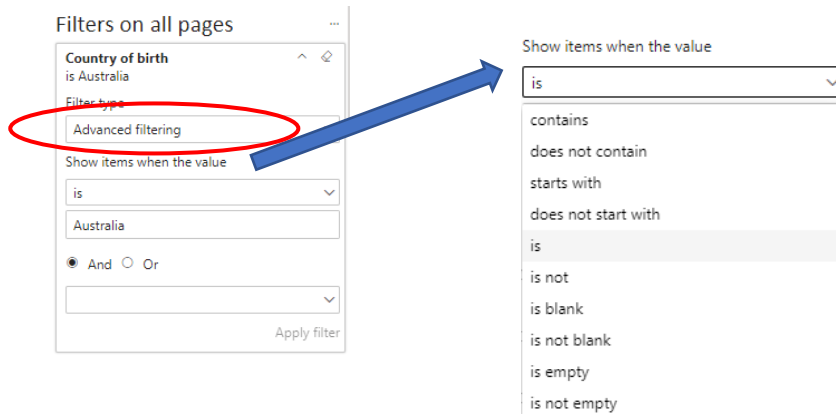 Filters on all pages
...
Country of birth
is Australia
Filter type
Advanced filtering
Show items when the value
is
Australia
And Or
Apply filter
Show items when the value
is
contains
does not contain
starts with
does not start with
is
is not
is blank
is not blank
is empty
is not empty